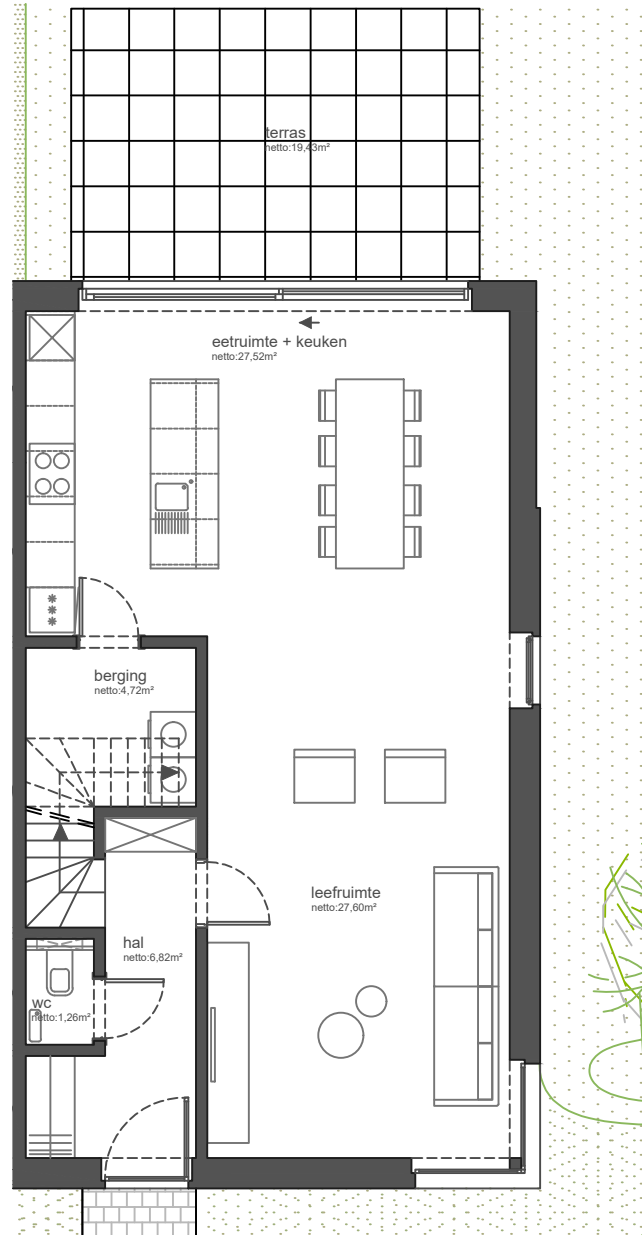 terras
netto:19,43m²
eetruimte + keuken
netto:27,52m²
berging
netto:4,72m²
leefruimte
netto:27,60m²
hal
netto:6,82m²
wc
netto:1,26m²